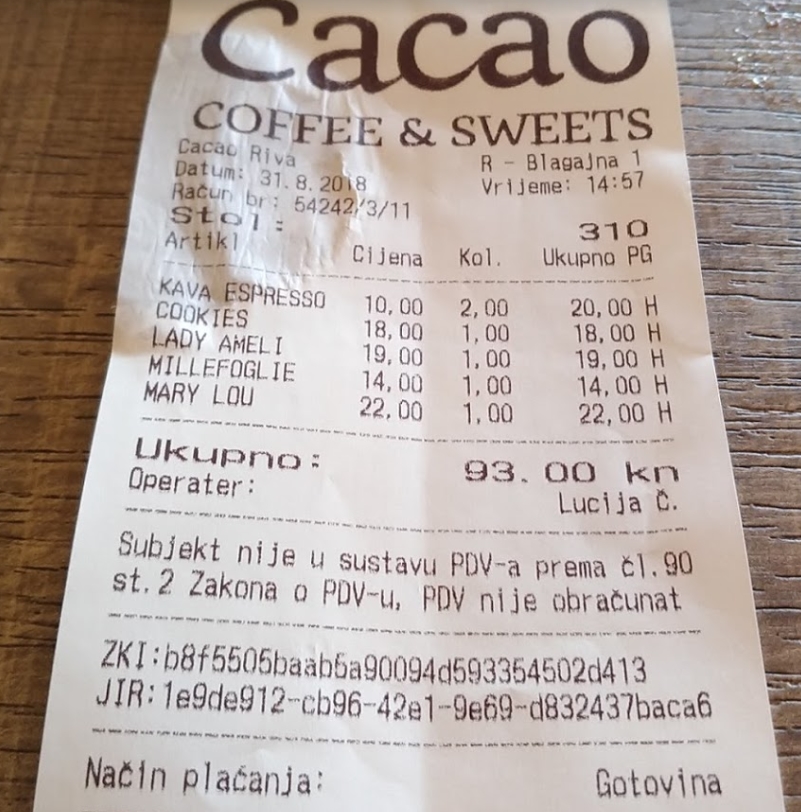 Cacao
COFFEE & SWEETS
Cacao Riva R - Blagajna 1
Datum: 31.8.2018 Vrijeme: 14:57
Račun br: 54242/3/11
Stol: 310
Artikl Cijena Kol. Ukupno PG
KAVA ESPRESSO 10,00 2,00 20,00 H
COOKIES 18,00 1,00 18,00 H
LADY AMELI 19,00 1,00 19,00 H
MILLEFOGLIE 14,00 1,00 14,00 H
MARY LOU 22,00 1,00 22,00 H
Ukupno: 93.00 kn
Operater: Lucija Č.
Subjekt nije u sustavu PDV-a prema čl.90
st.2 Zakona o PDV-u, PDV nije obračunat
ZKI:b8f5505baab6a90094d593354502d413
JIR:1e9de912-cb96-42e1-9e69-d832437baca6
Način plaćanja: Gotovina